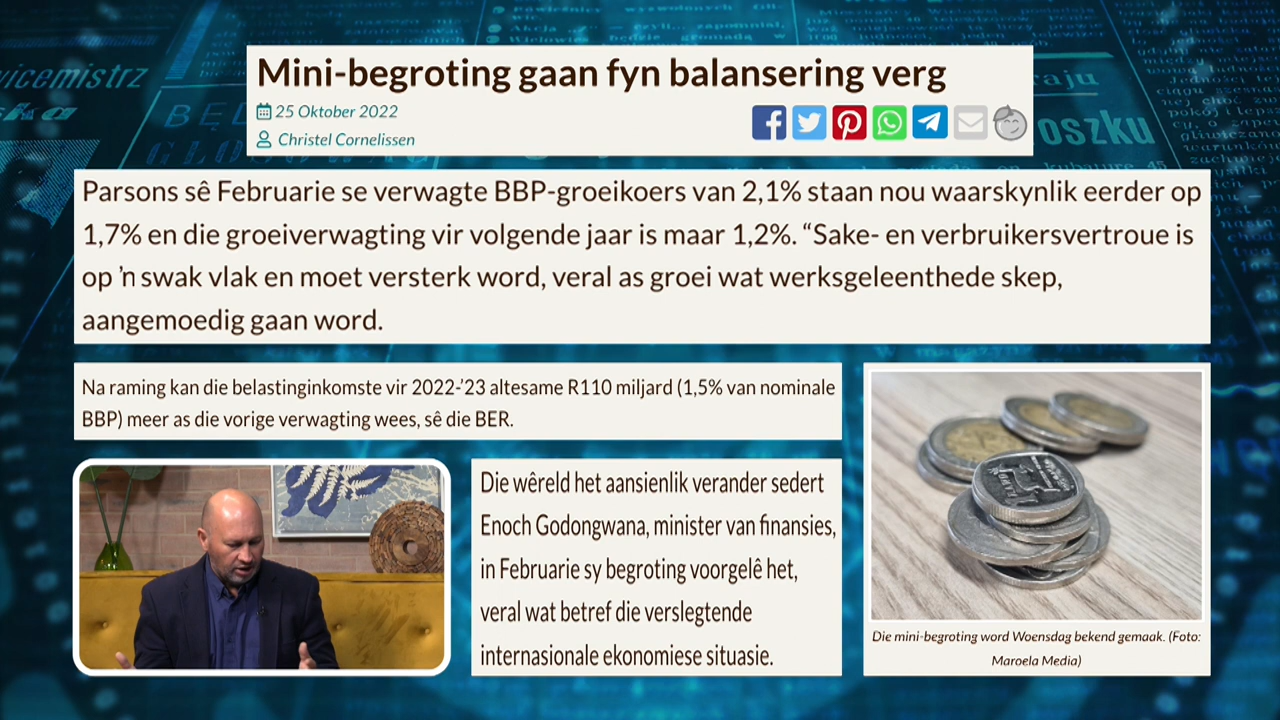 Mini-begroting gaan fyn balansering verg
25 Oktober 2022
Christel Cornelissen
Parsons sê Februarie se verwagte BBP-groeikoers van 2,1% staan nou waarskynlik eerder op
1,7% en die groeiverwagting vir volgende jaar is maar 1,2%. “Sake- en verbruikersvertroue is
op ’n swak vlak en moet versterk word, veral as groei wat werksgeleenthede skep,
aangemoedig gaan word.
Na raming kan die belastinginkomste vir 2022-’23 altesame R110 miljard (1,5% van nominale
BBP) meer as die vorige verwagting wees, sê die BER.
Die wêreld het aansienlik verander sedert
Enoch Godongwana, minister van finansies,
in Februarie sy begroting voorgelê het,
veral wat betref die verslegtende
internasionale ekonomiese situasie.
Die mini-begroting word Woensdag bekend gemaak. (Foto:
Maroela Media)